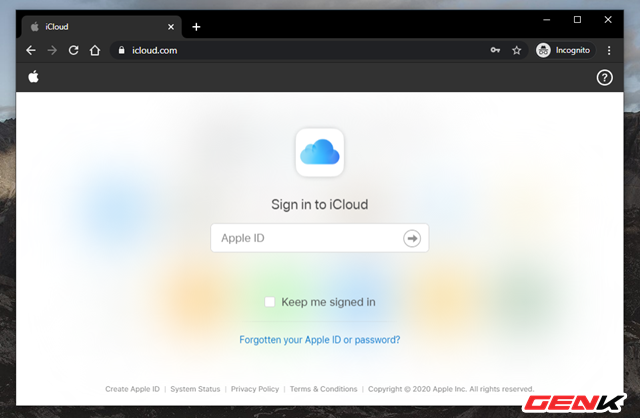 iCloud
icloud.com
Incognito
Sign in to iCloud
Apple ID
Keep me signed in
Forgotten your Apple ID or password?
Create Apple ID | System Status | Privacy Policy | Terms & Conditions | Copyright © 2020 Apple Inc. All rights reserved.
GENK